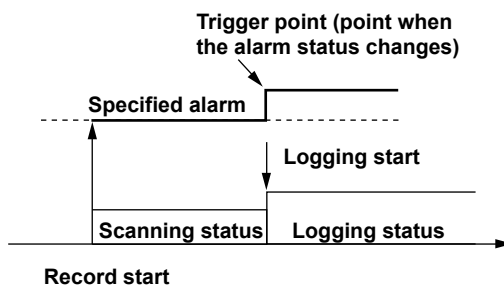 Trigger point (point when
the alarm status changes)
Specified alarm
Logging start
Scanning status
Logging status
Record start